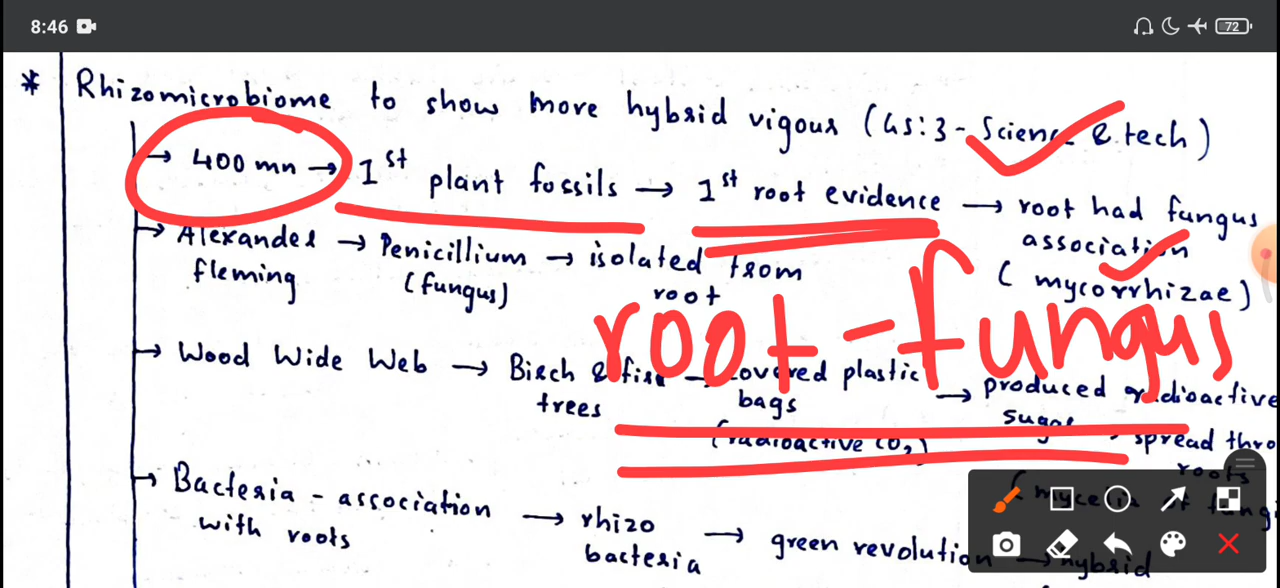 8:46 72
* Rhizomicrobiome to show more hybrid vigous (GS:3 - Science & tech)
→ 400 mn → 1st plant fossils → 1st root evidence → root had fungus
association
(mycorrhizae)
→ Alexander → Penicillium → isolated from
fleming (fungus) root
root - fungus
→ Wood Wide Web → Birch & firs → covered plastic → produced radioactive
trees bags sugar spread thro
(radioactive CO2) roots
→ Bacteria - association → rhizo → green revolution → hybrid
with roots bacteria